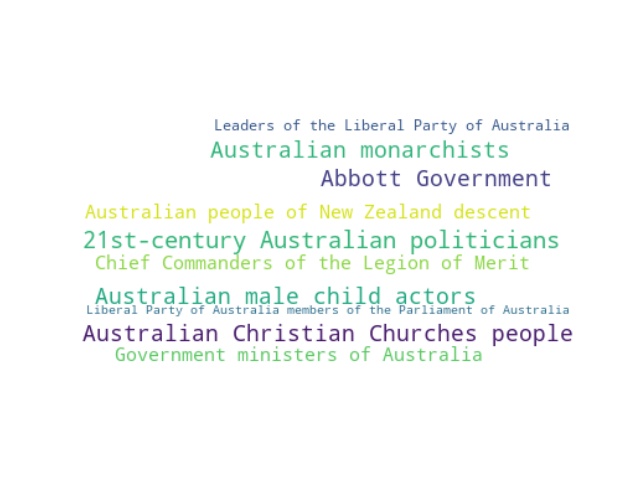 Leaders of the Liberal Party of Australia
Australian monarchists
Abbott Government
Australian people of New Zealand descent
21st-century Australian politicians
Chief Commanders of the Legion of Merit
Australian male child actors
Liberal Party of Australia members of the Parliament of Australia
Australian Christian Churches people
Government ministers of Australia